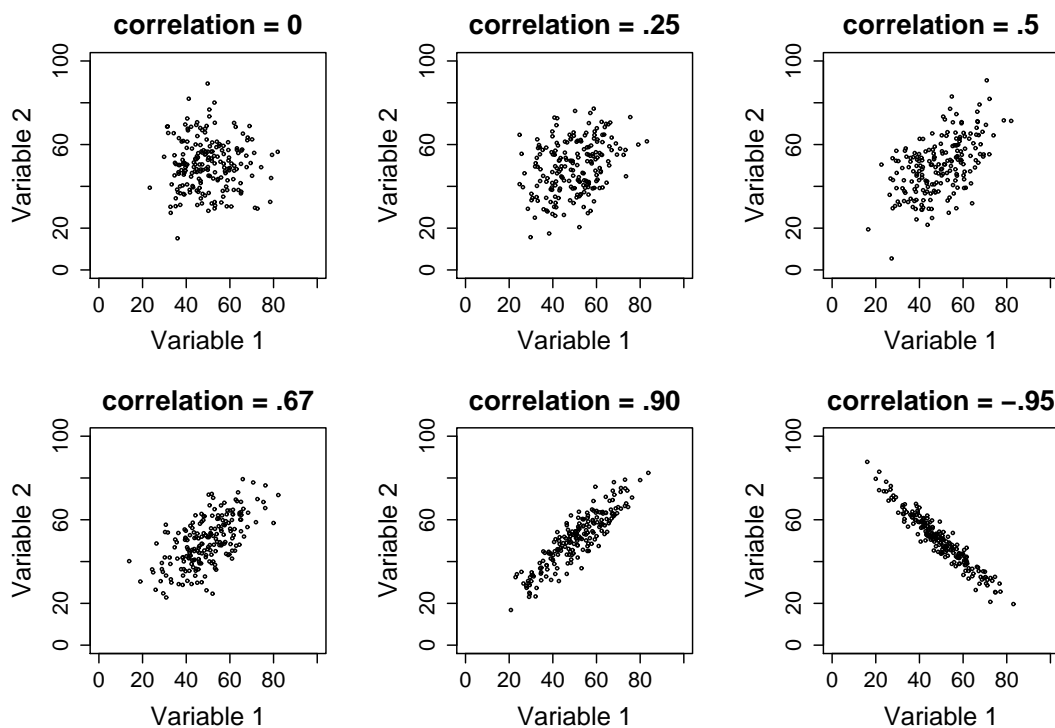 correlation = 0
Variable 2
0 20 60 100
0 20 40 60 80
Variable 1
correlation = .25
Variable 2
0 20 60 100
0 20 40 60 80
Variable 1
correlation = .5
Variable 2
0 20 60 100
0 20 40 60 80
Variable 1
correlation = .67
Variable 2
0 20 60 100
0 20 40 60 80
Variable 1
correlation = .90
Variable 2
0 20 60 100
0 20 40 60 80
Variable 1
correlation = −.95
Variable 2
0 20 60 100
0 20 40 60 80
Variable 1